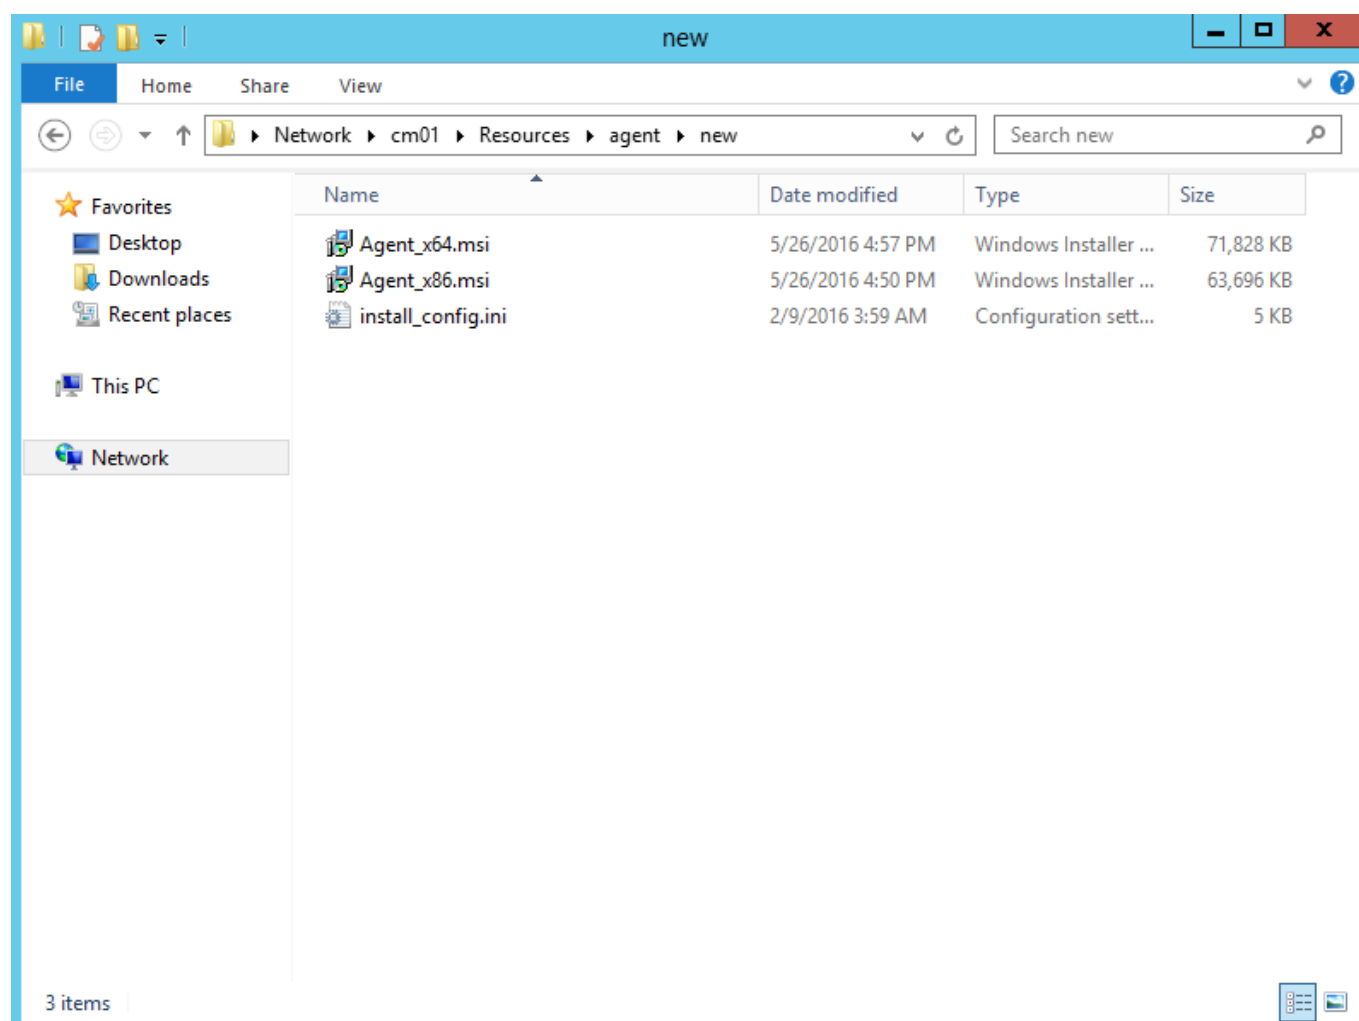 new
File Home Share View
Network cm01 Resources agent new
Search new
Name Date modified Type Size
Favorites
Desktop
Downloads
Recent places
This PC
Network
Agent_x64.msi 5/26/2016 4:57 PM Windows Installer ... 71,828 KB
Agent_x86.msi 5/26/2016 4:50 PM Windows Installer ... 63,696 KB
install_config.ini 2/9/2016 3:59 AM Configuration sett... 5 KB
3 items